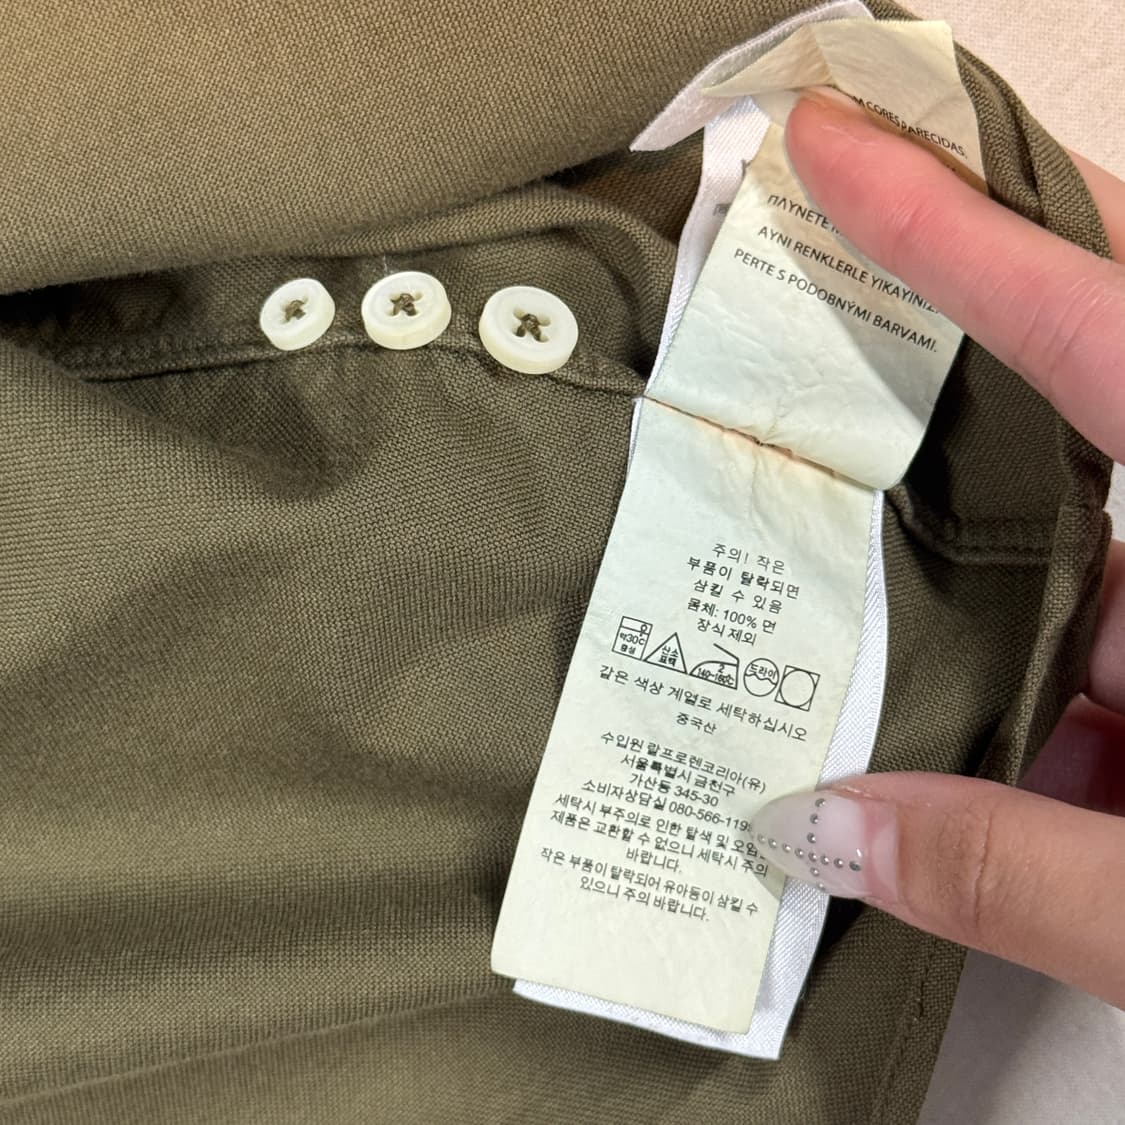 M CORES PARECIDAS.
ΠΛΥΝΕΤΕ
AYNI RENKLERLE YIKAYINIZ.
PERTE S PODOBNÝMI BARVAMI.
주의! 작은
부품이 탈락되면
삼킬 수 있음
몸체: 100% 면
장식 제외
약30℃
중성
산소
표백
2
140~160℃
드라이
같은 색상 계열로 세탁하십시오
중국산
수입원 랄프로렌코리아(유)
서울특별시 금천구
가산동 345-30
소비자상담실 080-566-119
세탁시 부주의로 인한 탈색 및 오염
제품은 교환할 수 없으니 세탁시 주의
바랍니다.
작은 부품이 탈락되어 유아동이 삼킬 수
있으니 주의 바랍니다.